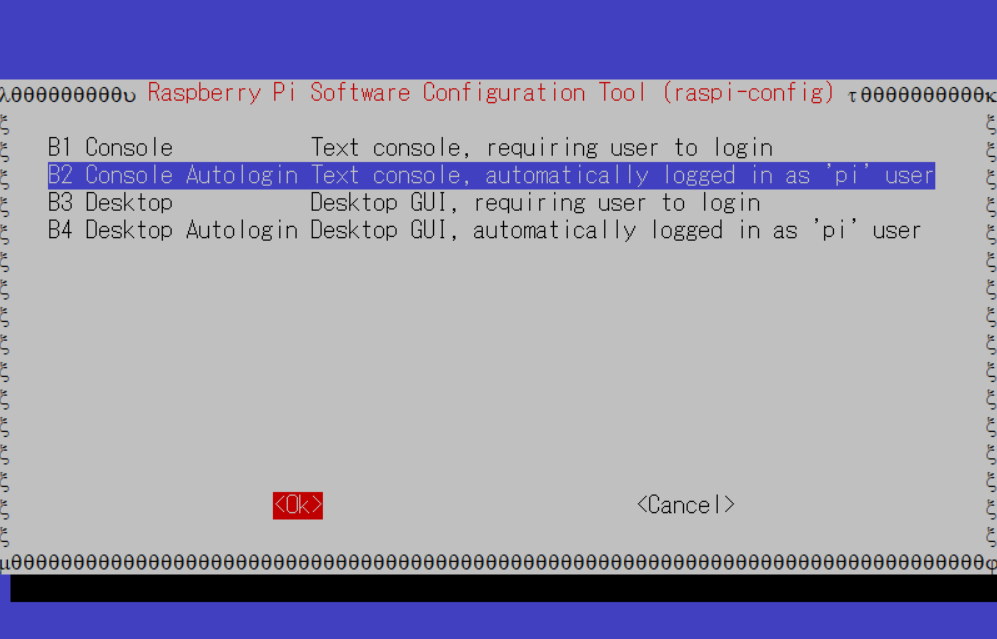 λθθθθθθθθθυ Raspberry Pi Software Configuration Tool (raspi-config) τθθθθθθθθθθκ
ξ ξ
ξ B1 Console Text console, requiring user to login ξ
ξ B2 Console Autologin Text console, automatically logged in as 'pi' user ξ
ξ B3 Desktop Desktop GUI, requiring user to login ξ
ξ B4 Desktop Autologin Desktop GUI, automatically logged in as 'pi' user ξ
ξ ξ
ξ ξ
ξ ξ
ξ ξ
ξ ξ
ξ ξ
ξ ξ
ξ ξ
ξ ξ
ξ <Ok> <Cancel> ξ
ξ ξ
μθθθθθθθθθθθθθθθθθθθθθθθθθθθθθθθθθθθθθθθθθθθθθθθθθθθθθθθθθθθθθθθθθθθθθθθθθθθθθθφ